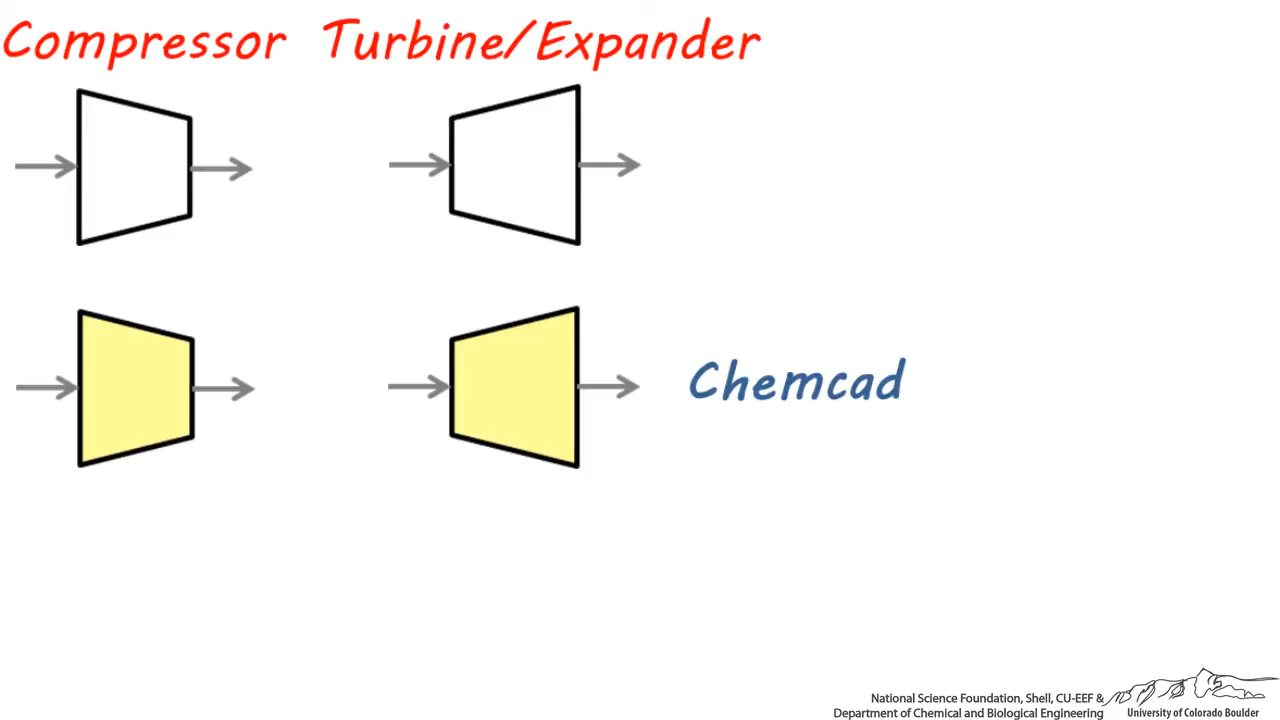 Compressor Turbine/Expander
Chemcad
National Science Foundation, Shell, CU-EEF &
Department of Chemical and Biological Engineering
University of Colorado Boulder